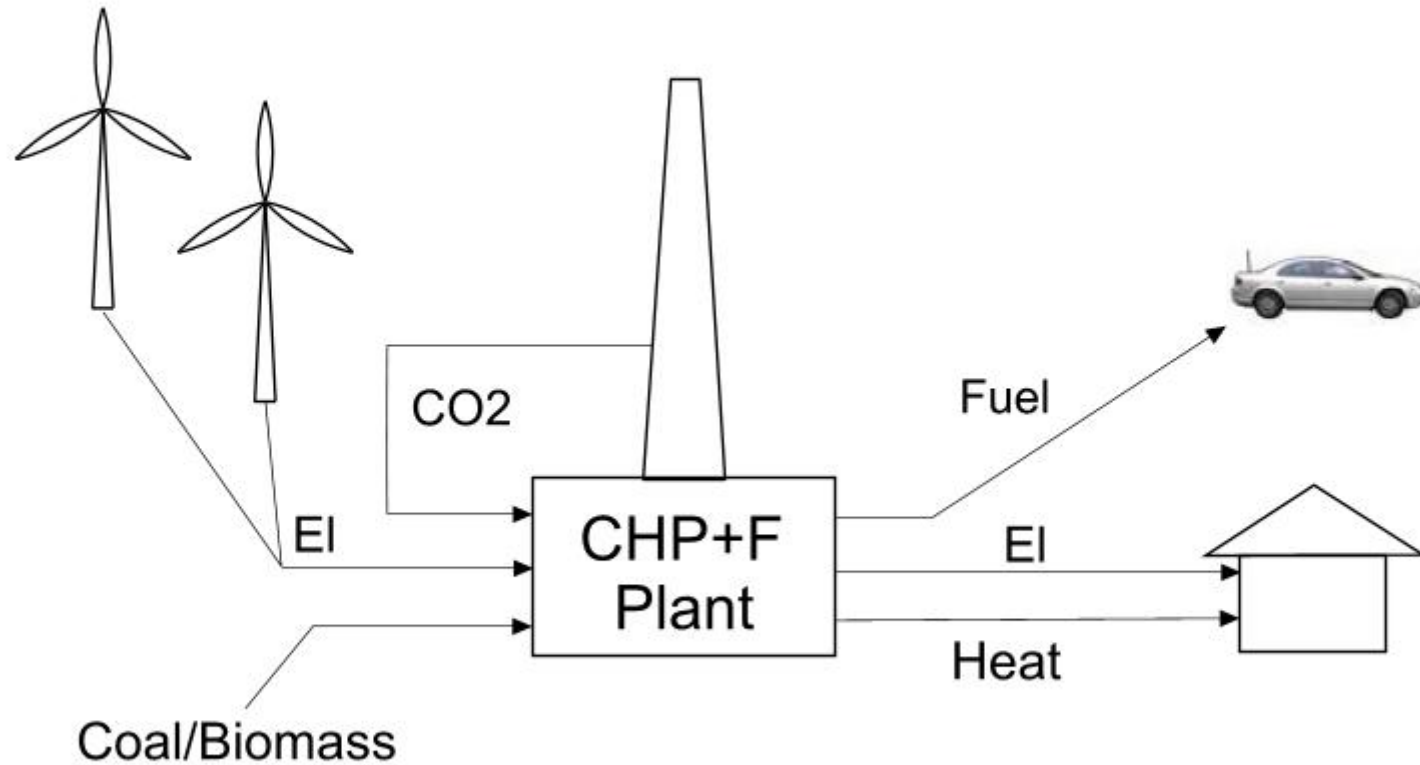 CO2
Fuel
El
CHP+F
Plant
El
Heat
Coal/Biomass